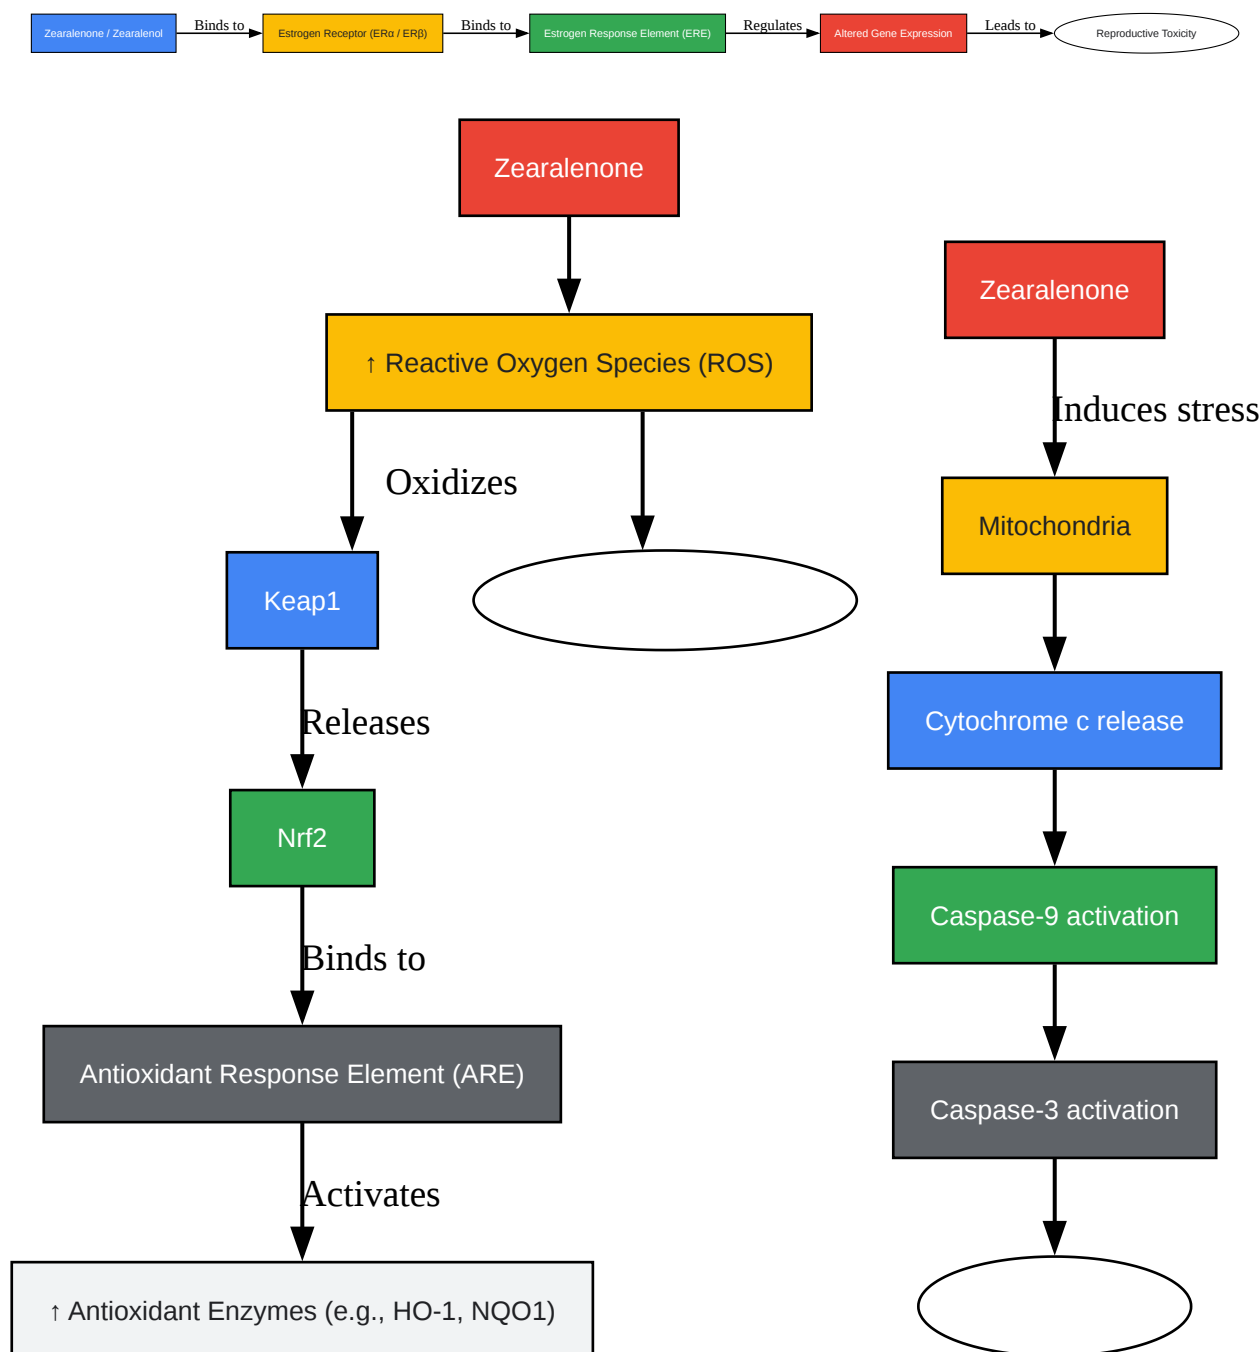 Zearalenone / Zearalenol
Binds to
Estrogen Receptor (ERα / ERβ)
Binds to
Estrogen Response Element (ERE)
Regulates
Altered Gene Expression
Leads to
Reproductive Toxicity
Zearalenone
↑ Reactive Oxygen Species (ROS)
Oxidizes
Keap1
Releases
Nrf2
Binds to
Antioxidant Response Element (ARE)
Activates
↑ Antioxidant Enzymes (e.g., HO-1, NQO1)
Zearalenone
Induces stress
Mitochondria
Cytochrome c release
Caspase-9 activation
Caspase-3 activation